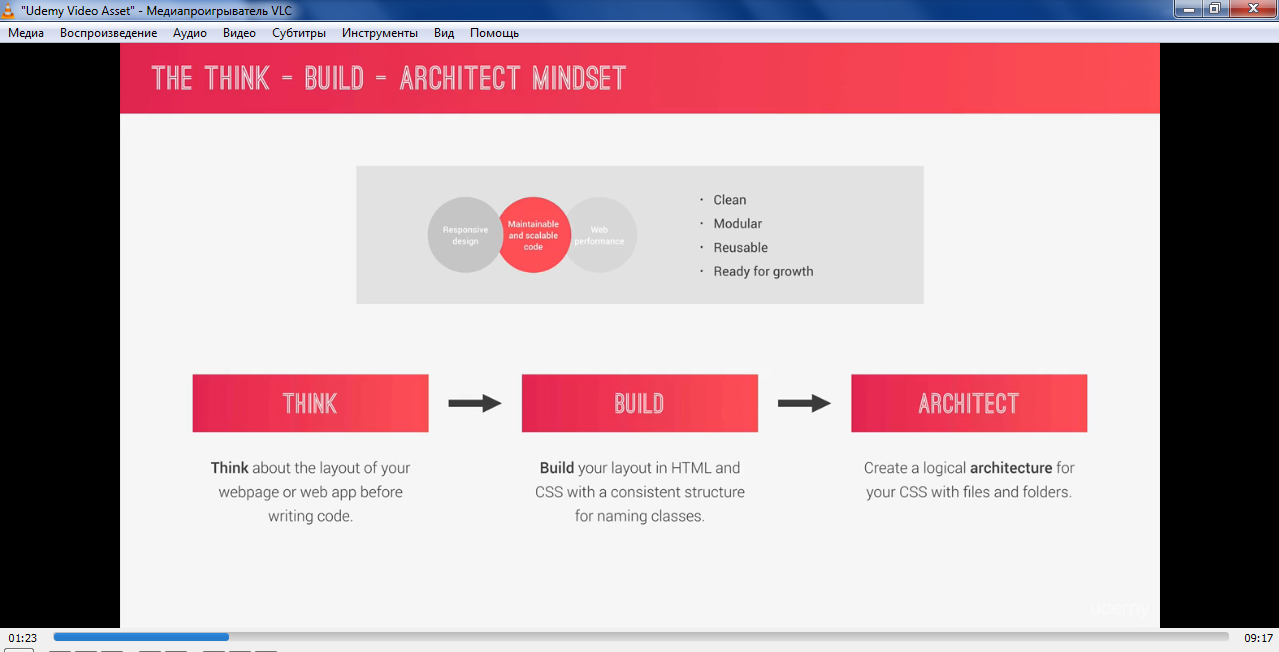 "Udemy Video Asset" - Медиапроигрыватель VLC
Медиа Воспроизведение Аудио Видео Субтитры Инструменты Вид Помощь
THE THINK - BUILD - ARCHITECT MINDSET
Responsive
design
Maintainable
and scalable
code
Web
performance
· Clean
· Modular
· Reusable
· Ready for growth
THINK
Think about the layout of your
webpage or web app before
writing code.
BUILD
Build your layout in HTML and
CSS with a consistent structure
for naming classes.
ARCHITECT
Create a logical architecture for
your CSS with files and folders.
udemy
01:23
09:17